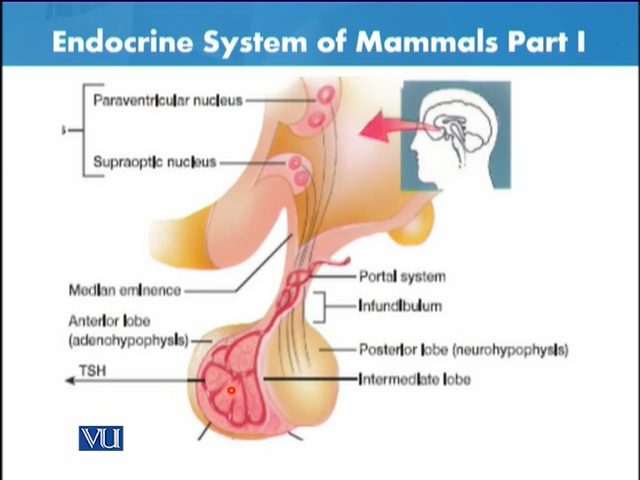 Endocrine System of Mammals Part I
Paraventricular nucleus
Supraoptic nucleus
Median eminence
Portal system
Infundibulum
Anterior lobe
(adenohypophysis)
Posterior lobe (neurohypophysis)
TSH
Intermediate lobe
VU